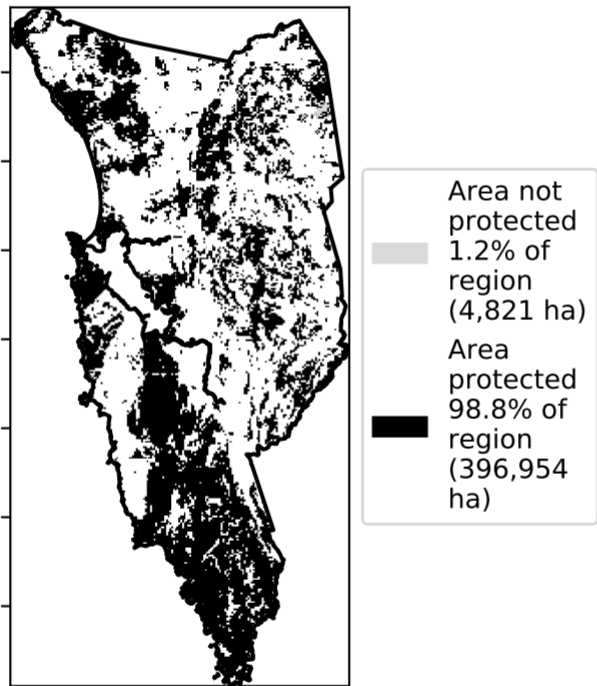 Area not
protected
1.2% of
region
(4,821 ha)
Area
protected
98.8% of
region
(396,954
ha)